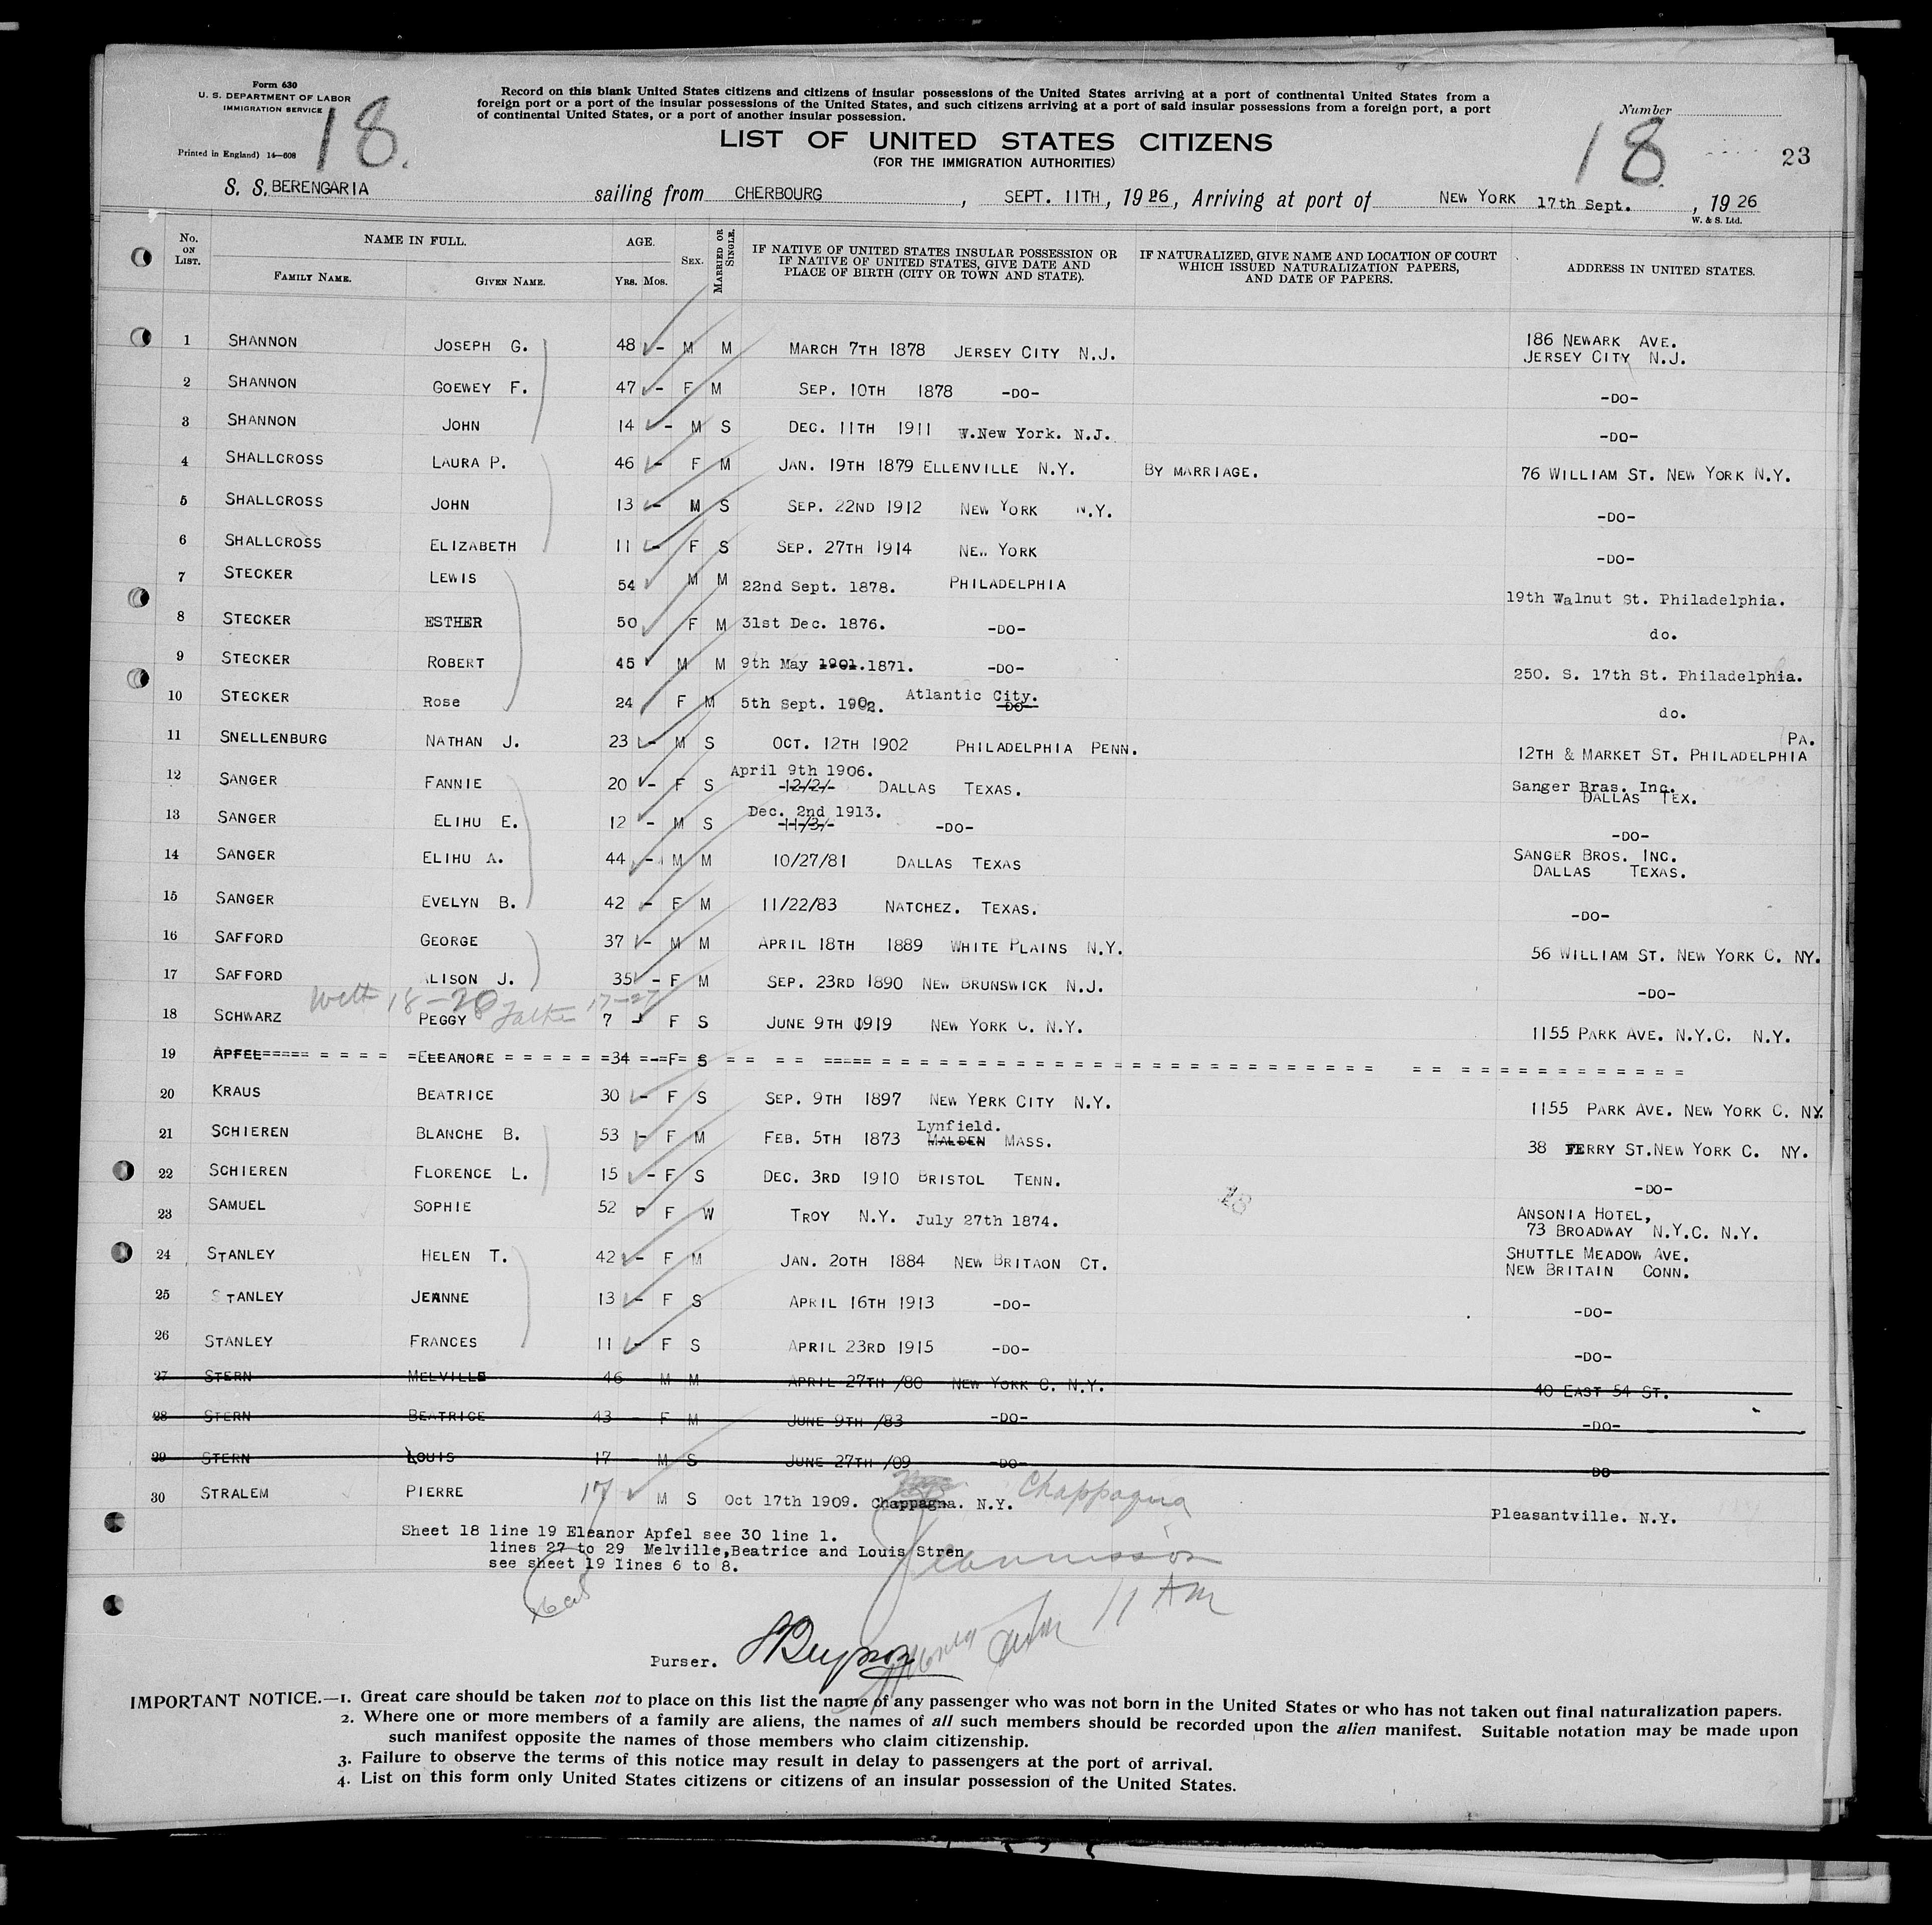 Form 630
U. S. DEPARTMENT OF LABOR
IMMIGRATION SERVICE
18.
Printed in England) 14—608
Record on this blank United States citizens and citizens of insular possessions of the United States arriving at a port of continental United States from a
foreign port or a port of the insular possessions of the United States, and such citizens arriving at a port of said insular possessions from a foreign port, a port
of continental United States, or a port of another insular possession.
LIST OF UNITED STATES CITIZENS
(FOR THE IMMIGRATION AUTHORITIES)
Number
18
23
S. S. BERENGARIA sailing from CHERBOURG, SEPT. 11TH, 1926, Arriving at port of NEW YORK 17th Sept., 1926
W. & S. Ltd.
No. ON LIST. NAME IN FULL. FAMILY NAME. GIVEN NAME. AGE. YRS. MOS. SEX. MARRIED OR SINGLE. IF NATIVE OF UNITED STATES INSULAR POSSESSION OR IF NATIVE OF UNITED STATES, GIVE DATE AND PLACE OF BIRTH (CITY OR TOWN AND STATE). IF NATURALIZED, GIVE NAME AND LOCATION OF COURT WHICH ISSUED NATURALIZATION PAPERS, AND DATE OF PAPERS. ADDRESS IN UNITED STATES.
1 SHANNON JOSEPH G. 48 - M M MARCH 7TH 1878 JERSEY CITY N.J. 186 NEWARK AVE. JERSEY CITY N.J.
2 SHANNON GOEWEY F. 47 - F M SEP. 10TH 1878 -DO- -DO-
3 SHANNON JOHN 14 - M S DEC. 11TH 1911 W.New York. N.J. -DO-
4 SHALLCROSS LAURA P. 46 - F M JAN. 19TH 1879 ELLENVILLE N.Y. BY MARRIAGE. 76 WILLIAM ST. NEW YORK N.Y.
5 SHALLCROSS JOHN 13 - M S SEP. 22ND 1912 NEW YORK N.Y. -DO-
6 SHALLCROSS ELIZABETH 11 - F S SEP. 27TH 1914 NEW YORK -DO-
7 STECKER LEWIS 54 M M 22nd Sept. 1878. PHILADELPHIA 19th Walnut St. Philadelphia.
8 STECKER ESTHER 50 F M 31st Dec. 1876. -DO- do.
9 STECKER ROBERT 45 M M 9th May 1901.1871. -DO- 250. S. 17th St. Philadelphia.
10 STECKER Rose 24 F M 5th Sept. 1902. Atlantic City. DO do.
11 SNELLENBURG NATHAN J. 23 - M S OCT. 12TH 1902 PHILADELPHIA PENN. 12TH & MARKET ST. PHILADELPHIA PA.
12 SANGER FANNIE 20 - F S April 9th 1906. -12/2/- DALLAS TEXAS. Sanger Bras. Inc. DALLAS TEX.
13 SANGER ELIHU E. 12 - M S Dec. 2nd 1913. -11/3/- -DO- -DO-
14 SANGER ELIHU A. 44 - M M 10/27/81 DALLAS TEXAS SANGER BROS. INC. DALLAS TEXAS.
15 SANGER EVELYN B. 42 - F M 11/22/83 NATCHEZ. TEXAS. -DO-
16 SAFFORD GEORGE 37 - M M APRIL 18TH 1889 WHITE PLAINS N.Y. 56 WILLIAM ST. NEW YORK C. NY.
17 SAFFORD ALISON J. 35 - F M SEP. 23RD 1890 NEW BRUNSWICK N.J. -DO-
With 18-20 Father 17-27
18 SCHWARZ PEGGY 7 - F S JUNE 9TH 1919 NEW YORK C. N.Y. 1155 PARK AVE. N.Y.C. N.Y.
19 APFEL ELEANORE 34 - F S
20 KRAUS BEATRICE 30 - F S SEP. 9TH 1897 NEW YERK CITY N.Y. 1155 PARK AVE. NEW YORK C. NY.
21 SCHIEREN BLANCHE B. 53 - F M FEB. 5TH 1873 Lynfield. MALDEN MASS. 38 FERRY ST.NEW YORK C. NY.
22 SCHIEREN FLORENCE L. 15 - F S DEC. 3RD 1910 BRISTOL TENN. -DO-
23 SAMUEL SOPHIE 52 - F W TROY N.Y. July 27th 1874. ANSONIA HOTEL, 73 BROADWAY N.Y.C. N.Y.
24 STANLEY HELEN T. 42 - F M JAN. 20TH 1884 NEW BRITAON CT. SHUTTLE MEADOW AVE. NEW BRITAIN CONN.
25 STANLEY JEANNE 13 - F S APRIL 16TH 1913 -DO- -DO-
26 STANLEY FRANCES 11 - F S APRIL 23RD 1915 -DO- -DO-
27 STERN MELVILLE 46 M M APRIL 27TH /80 NEW YORK C. N.Y. 40 EAST 54 ST.
28 STERN BEATRICE 43 - F M JUNE 9TH /83 -DO- -DO-
29 STERN LOUIS 17 - M S JUNE 27TH /09 -DO- -DO-
30 STRALEM PIERRE 17 M S Oct 17th 1909. Chappagna. N.Y. Chappaqua Pleasantville. N.Y.
Sheet 18 line 19 Eleanor Apfel see 30 line 1.
lines 27 to 29 Melville,Beatrice and Louis Stren
see sheet 19 lines 6 to 8.
11 AM
Purser.
IMPORTANT NOTICE.—1. Great care should be taken not to place on this list the name of any passenger who was not born in the United States or who has not taken out final naturalization papers.
2. Where one or more members of a family are aliens, the names of all such members should be recorded upon the alien manifest. Suitable notation may be made upon
such manifest opposite the names of those members who claim citizenship.
3. Failure to observe the terms of this notice may result in delay to passengers at the port of arrival.
4. List on this form only United States citizens or citizens of an insular possession of the United States.